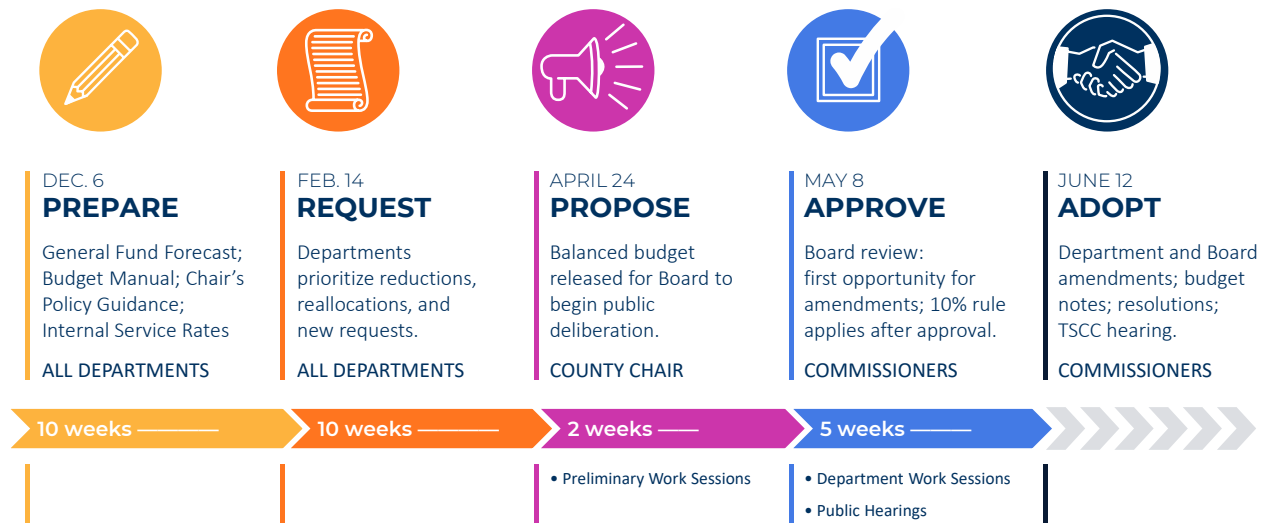 DEC. 6
PREPARE
General Fund Forecast;
Budget Manual; Chair's
Policy Guidance;
Internal Service Rates
ALL DEPARTMENTS
FEB. 14
REQUEST
Departments
prioritize reductions,
reallocations, and
new requests.
ALL DEPARTMENTS
APRIL 24
PROPOSE
Balanced budget
released for Board to
begin public
deliberation.
COUNTY CHAIR
MAY 8
APPROVE
Board review:
first opportunity for
amendments; 10% rule
applies after approval.
COMMISSIONERS
JUNE 12
ADOPT
Department and Board
amendments; budget
notes; resolutions;
TSCC hearing.
COMMISSIONERS
10 weeks
10 weeks
2 weeks
5 weeks
• Preliminary Work Sessions
• Department Work Sessions
• Public Hearings